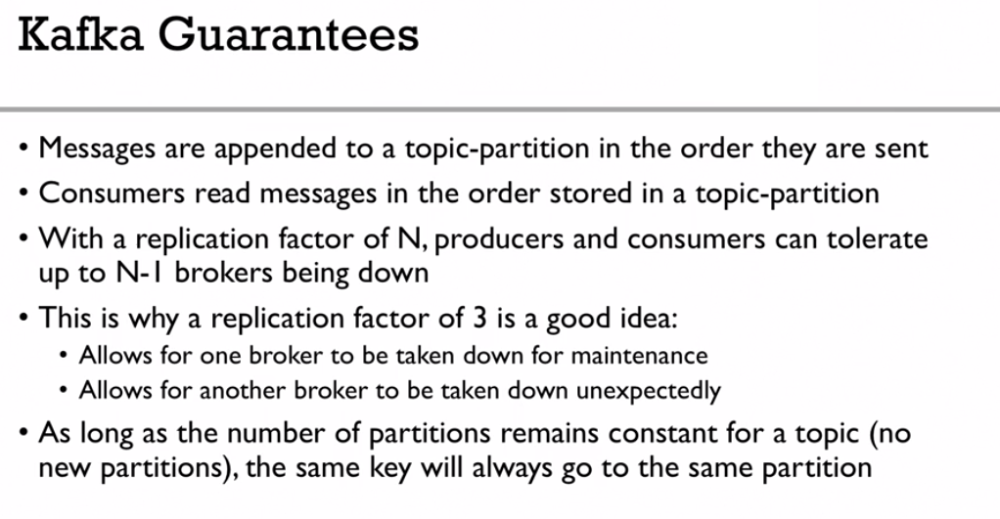 Kafka Guarantees
• Messages are appended to a topic-partition in the order they are sent
• Consumers read messages in the order stored in a topic-partition
• With a replication factor of N, producers and consumers can tolerate
up to N-1 brokers being down
• This is why a replication factor of 3 is a good idea:
• Allows for one broker to be taken down for maintenance
• Allows for another broker to be taken down unexpectedly
• As long as the number of partitions remains constant for a topic (no
new partitions), the same key will always go to the same partition